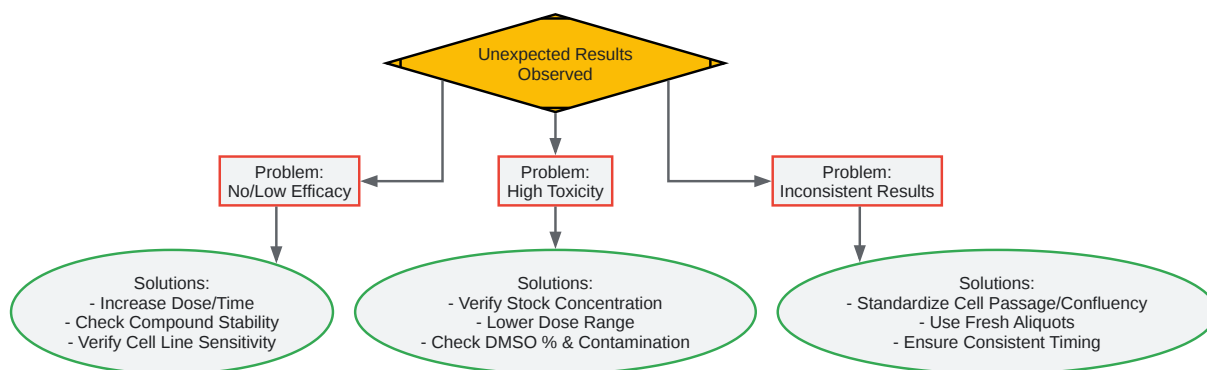 Unexpected Results
Observed
Problem:
No/Low Efficacy
Problem:
High Toxicity
Problem:
Inconsistent Results
Solutions:
- Increase Dose/Time
- Check Compound Stability
- Verify Cell Line Sensitivity
Solutions:
- Verify Stock Concentration
- Lower Dose Range
- Check DMSO % & Contamination
Solutions:
- Standardize Cell Passage/Confluency
- Use Fresh Aliquots
- Ensure Consistent Timing